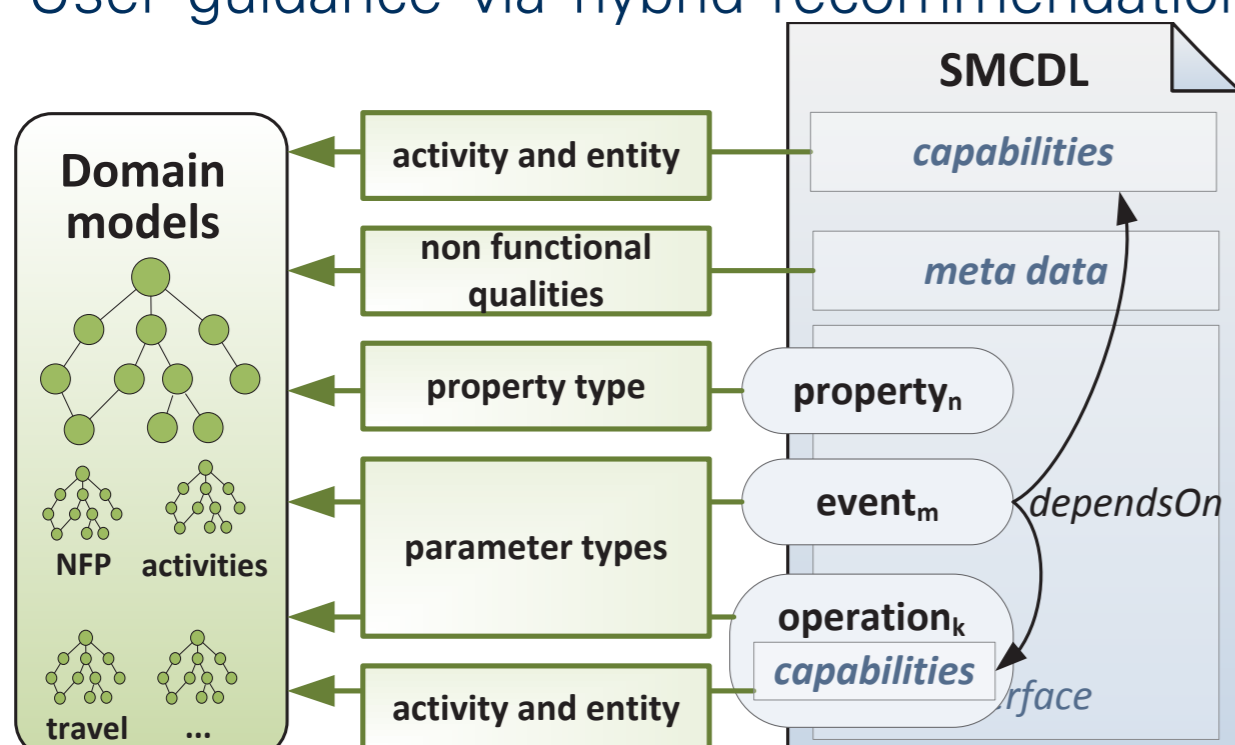 User guidance via hybrid recommendation
SMCDL
Domain
models
NFP
activities
travel
...
activity and entity
non functional
qualities
property type
parameter types
activity and entity
capabilities
meta data
propertyₙ
eventₘ
dependsOn
operationₖ
capabilities